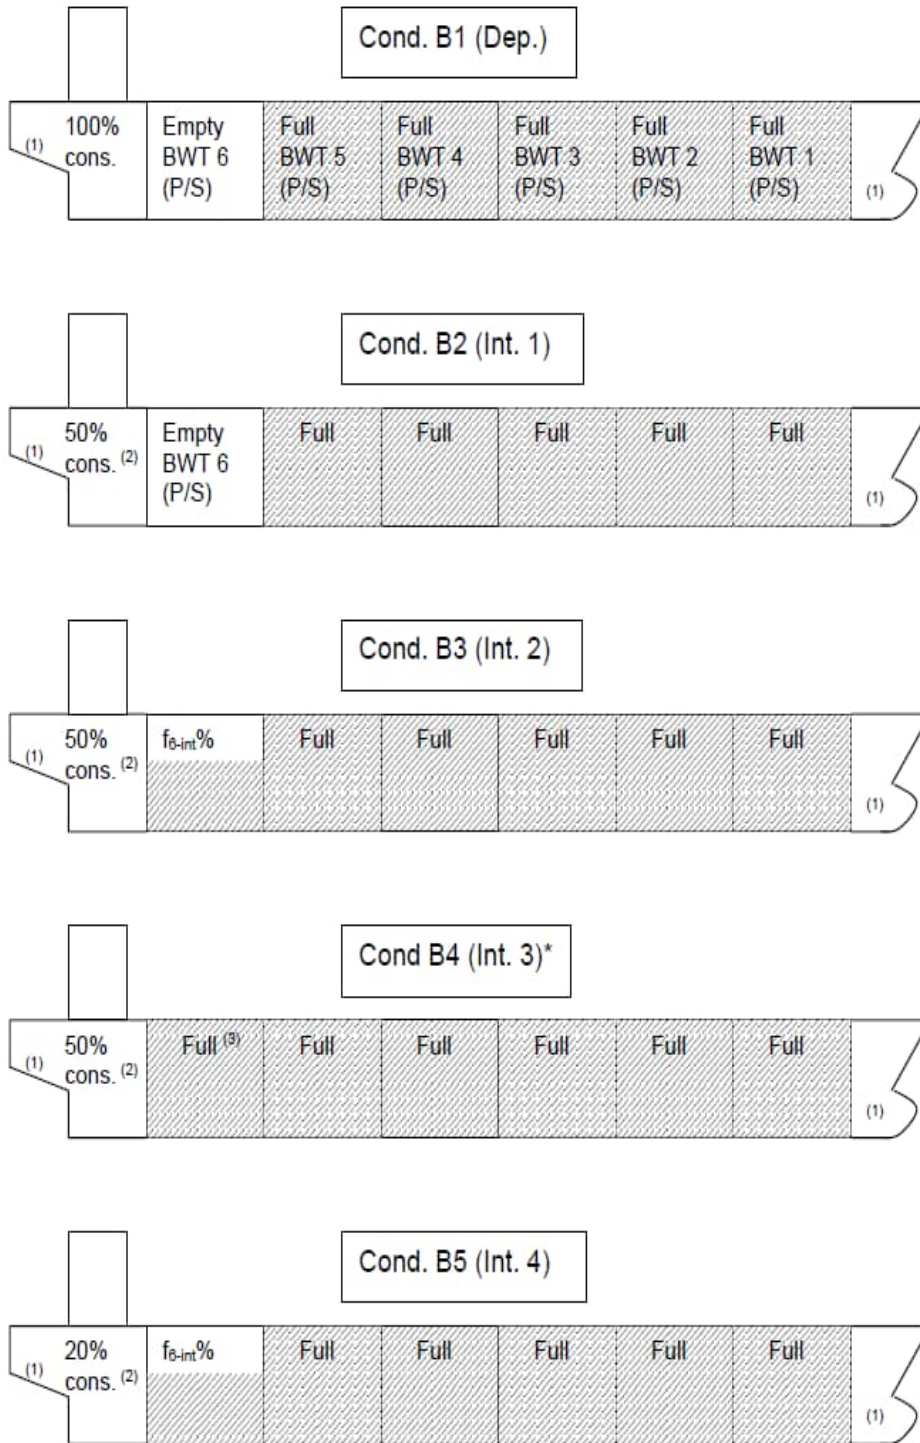 Cond. B1 (Dep.)
(1) 100% cons. Empty BWT 6 (P/S) Full BWT 5 (P/S) Full BWT 4 (P/S) Full BWT 3 (P/S) Full BWT 2 (P/S) Full BWT 1 (P/S) (1)
Cond. B2 (Int. 1)
(1) 50% cons. (2) Empty BWT 6 (P/S) Full Full Full Full Full (1)
Cond. B3 (Int. 2)
(1) 50% cons. (2) f6-int% Full Full Full Full Full (1)
Cond B4 (Int. 3)*
(1) 50% cons. (2) Full (3) Full Full Full Full Full (1)
Cond. B5 (Int. 4)
(1) 20% cons. (2) f6-int% Full Full Full Full Full (1)